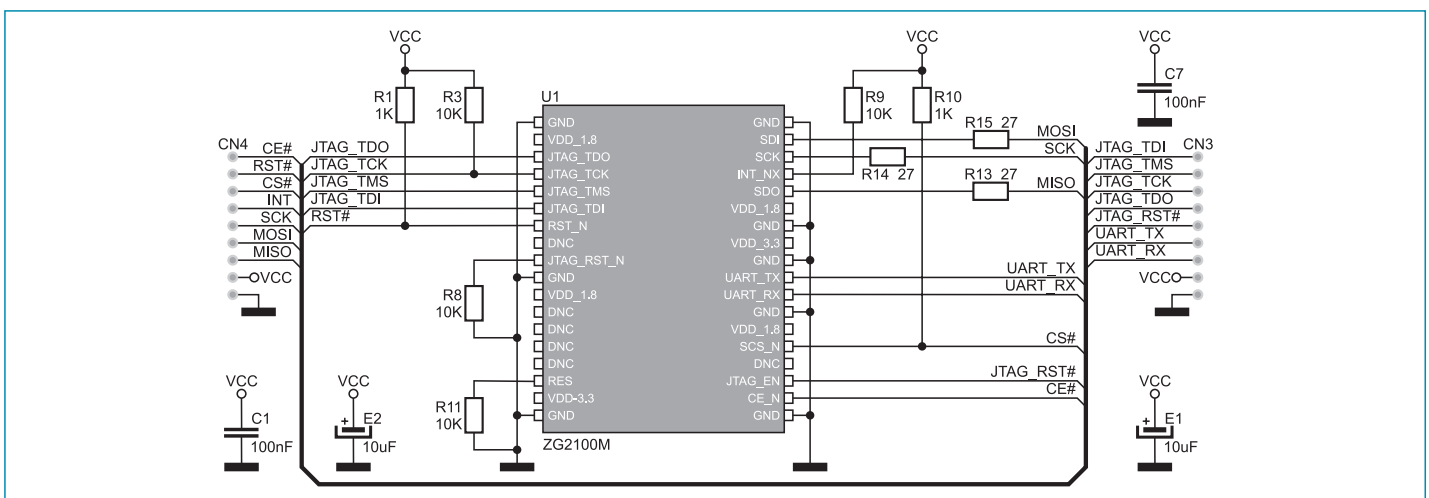 VCC
VCC
VCC
R1
1K
R3
10K
U1
R9
10K
R10
1K
C7
100nF
CN4
CE#
RST#
CS#
INT
SCK
MOSI
MISO
VCC
JTAG_TDO
JTAG_TCK
JTAG_TMS
JTAG_TDI
RST#
GND
VDD_1.8
JTAG_TDO
JTAG_TCK
JTAG_TMS
JTAG_TDI
RST_N
DNC
JTAG_RST_N
GND
VDD_1.8
DNC
DNC
DNC
DNC
RES
VDD-3.3
GND
GND
SDI
SCK
INT_NX
SDO
VDD_1.8
GND
VDD_3.3
GND
UART_TX
UART_RX
GND
VDD_1.8
SCS_N
DNC
JTAG_EN
CE_N
GND
ZG2100M
R15 27
R14 27
R13 27
MOSI
SCK
MISO
UART_TX
UART_RX
CS#
JTAG_RST#
CE#
CN3
JTAG_TDI
JTAG_TMS
JTAG_TCK
JTAG_TDO
JTAG_RST#
UART_TX
UART_RX
VCC
R8
10K
R11
10K
VCC
C1
100nF
VCC
+
E2
10uF
VCC
+
E1
10uF